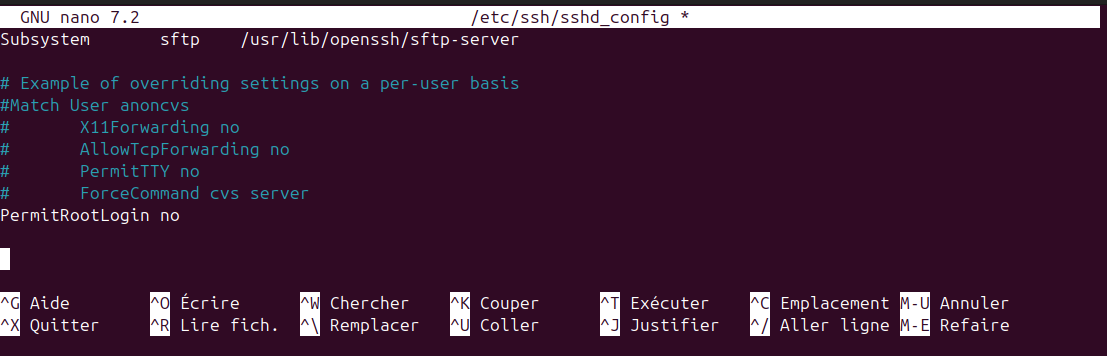 GNU nano 7.2 /etc/ssh/sshd_config *
Subsystem sftp /usr/lib/openssh/sftp-server
# Example of overriding settings on a per-user basis
#Match User anoncvs
# X11Forwarding no
# AllowTcpForwarding no
# PermitTTY no
# ForceCommand cvs server
PermitRootLogin no
^G Aide ^O Écrire ^W Chercher ^K Couper ^T Exécuter ^C Emplacement M-U Annuler
^X Quitter ^R Lire fich. ^\ Remplacer ^U Coller ^J Justifier ^/ Aller ligne M-E Refaire